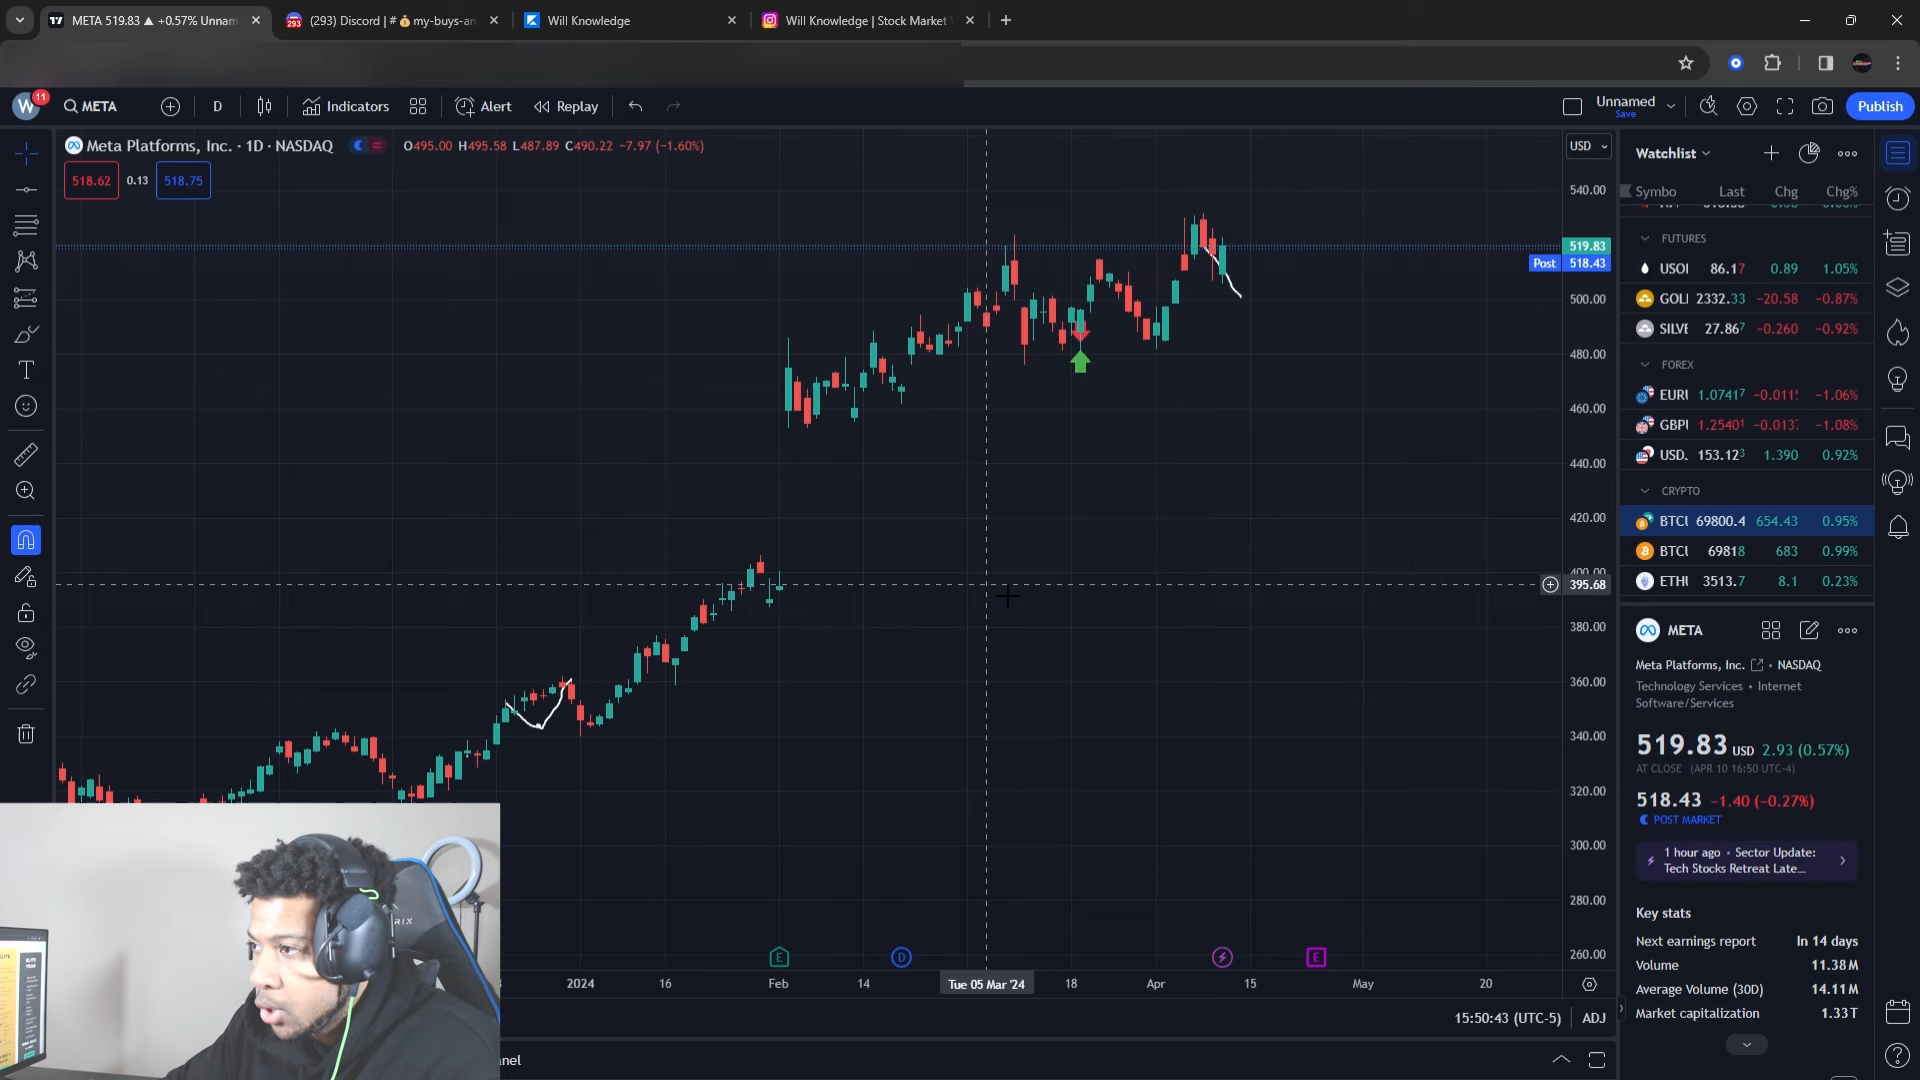 META 519.83 ▲ +0.57% Unnam
(293) Discord | # 💰my-buys-an
Will Knowledge
Will Knowledge | Stock Market
W
11
META
D
Indicators
Alert
Replay
Unnamed
Save
Publish
Meta Platforms, Inc. · 1D · NASDAQ
O495.00 H495.58 L487.89 C490.22 -7.97 (-1.60%)
518.62
0.13
518.75
USD
540.00
519.83
Post 518.43
500.00
480.00
460.00
440.00
420.00
400.00
395.68
380.00
360.00
340.00
320.00
300.00
280.00
260.00
E
D
E
2024
16
Feb
14
Tue 05 Mar '24
18
Apr
15
May
20
15:50:43 (UTC-5)
ADJ
nel
Watchlist
Symbo Last Chg Chg%
FUTURES
USOI 86.17 0.89 1.05%
GOLI 2332.33 -20.58 -0.87%
SILVE 27.867 -0.260 -0.92%
FOREX
EURI 1.07417 -0.011 -1.06%
GBPI 1.25401 -0.013 -1.08%
USD 153.123 1.390 0.92%
CRYPTO
BTCI 69800.4 654.43 0.95%
BTCI 69818 683 0.99%
ETHI 3513.7 8.1 0.23%
META
Meta Platforms, Inc. • NASDAQ
Technology Services • Internet
Software/Services
519.83 USD 2.93 (0.57%)
AT CLOSE (APR 10 16:50 UTC-4)
518.43 -1.40 (-0.27%)
POST MARKET
1 hour ago • Sector Update:
Tech Stocks Retreat Late...
Key stats
Next earnings report In 14 days
Volume 11.38M
Average Volume (30D) 14.11M
Market capitalization 1.33T